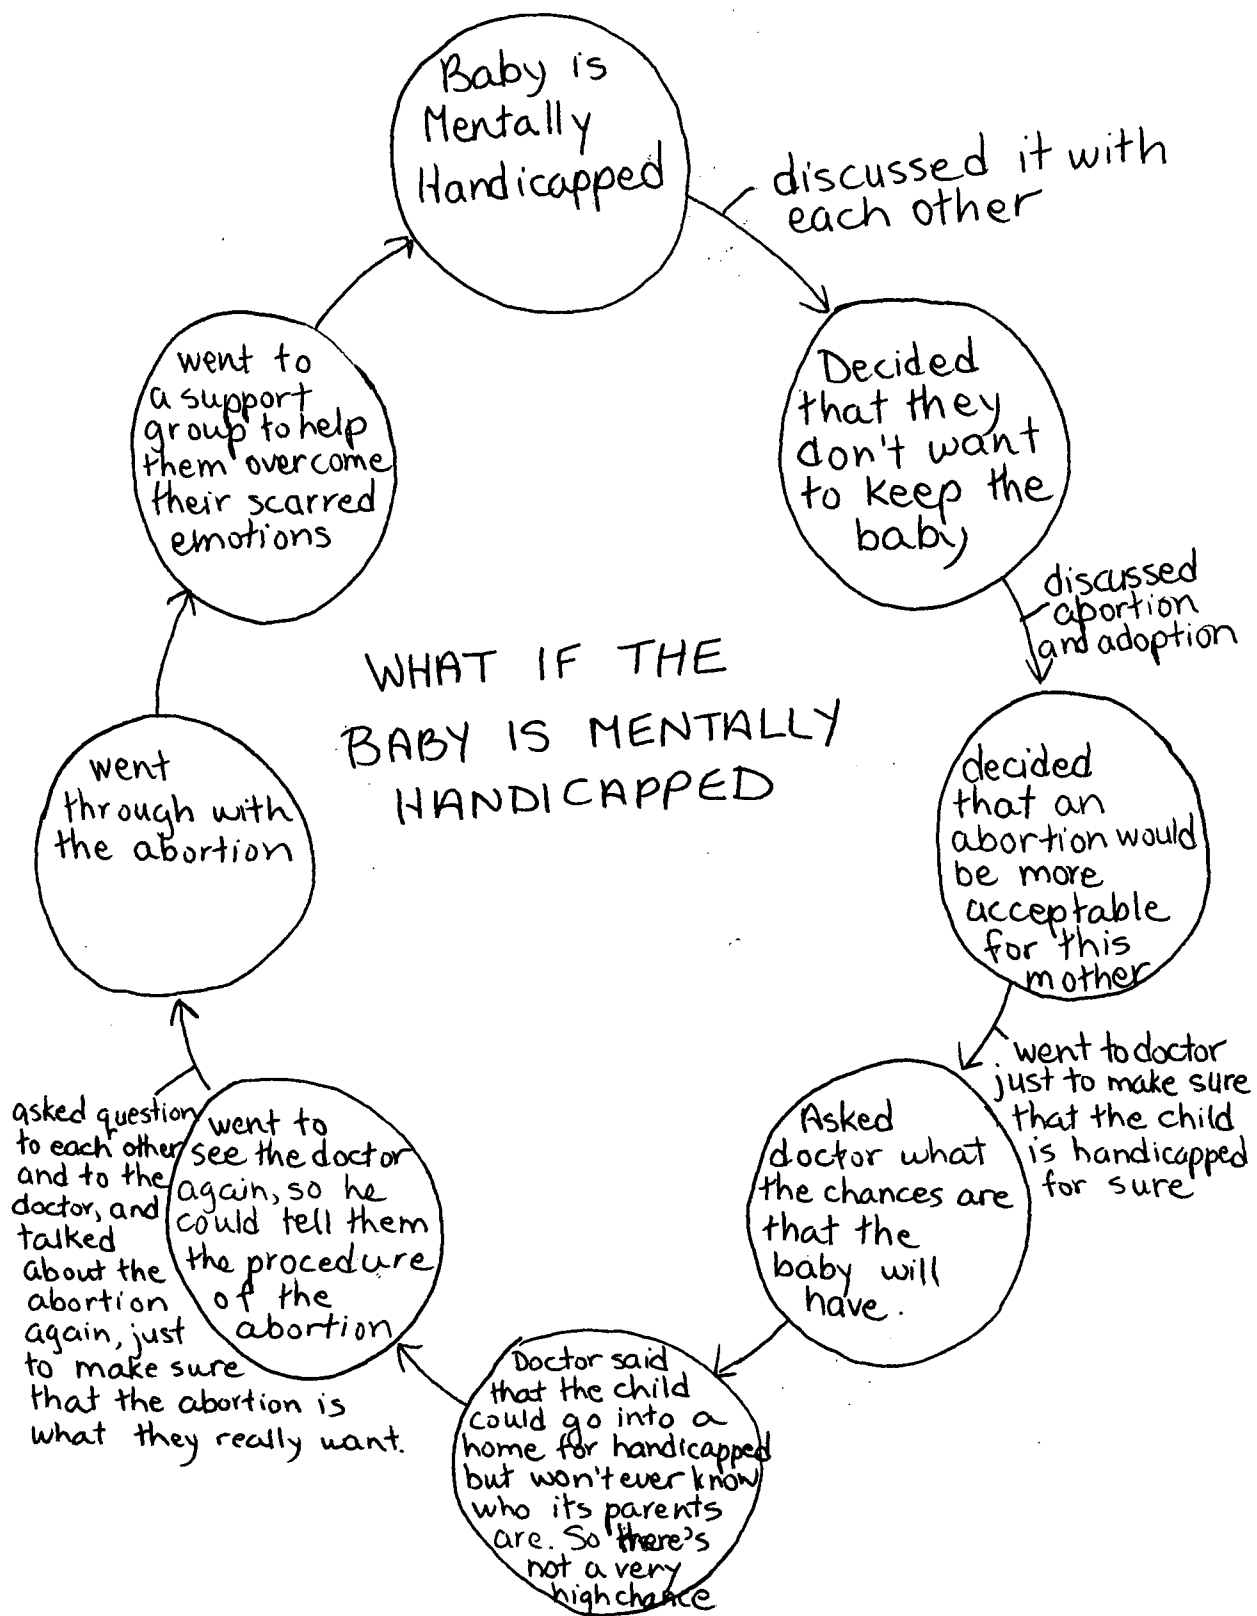 Baby is
Mentally
Handicapped
discussed it with
each other
Decided
that they
don't want
to keep the
baby
discussed
abortion
and adoption
decided
that an
abortion would
be more
acceptable
for this
mother
went to doctor
just to make sure
that the child
is handicapped
for sure
Asked
doctor what
the chances are
that the
baby will
have.
Doctor said
that the child
could go into a
home for handicapped
but won't ever know
who its parents
are. So there's
not a very
high chance
went to
see the doctor
again, so he
could tell them
the procedure
of the
abortion
asked question
to each other
and to the
doctor, and
talked
about the
abortion
again, just
to make sure
that the abortion is
what they really want.
went
through with
the abortion
went to
a support
group to help
them overcome
their scarred
emotions
WHAT IF THE
BABY IS MENTALLY
HANDICAPPED